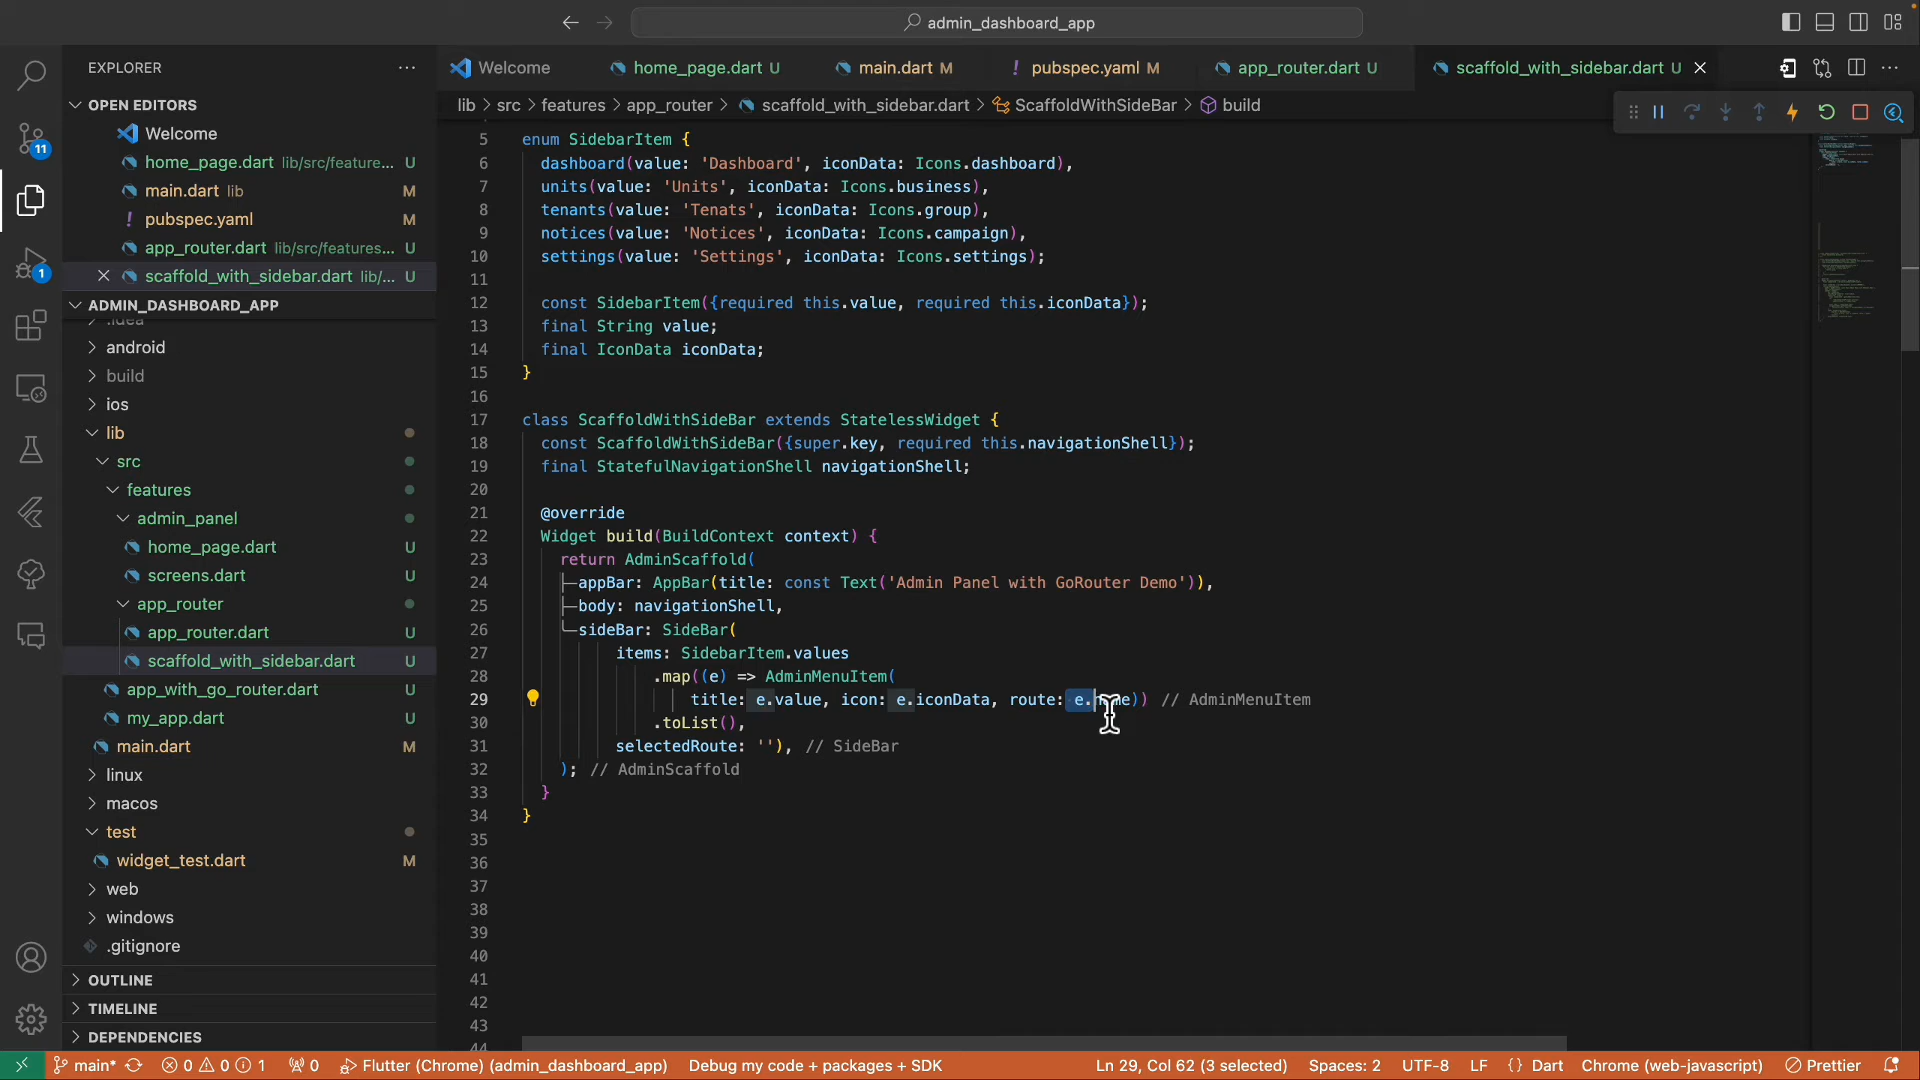 admin_dashboard_app
EXPLORER
OPEN EDITORS
Welcome
home_page.dart lib/src/feature... U
main.dart lib M
! pubspec.yaml M
app_router.dart lib/src/features... U
scaffold_with_sidebar.dart lib/... U
ADMIN_DASHBOARD_APP
.idea
android
build
ios
lib
src
features
admin_panel
home_page.dart U
screens.dart U
app_router
app_router.dart U
scaffold_with_sidebar.dart U
app_with_go_router.dart U
my_app.dart U
main.dart M
linux
macos
test
widget_test.dart M
web
windows
.gitignore
OUTLINE
TIMELINE
DEPENDENCIES
11
1
Welcome home_page.dart U main.dart M ! pubspec.yaml M app_router.dart U scaffold_with_sidebar.dart U
lib > src > features > app_router > scaffold_with_sidebar.dart > ScaffoldWithSideBar > build
5 enum SidebarItem {
6 dashboard(value: 'Dashboard', iconData: Icons.dashboard),
7 units(value: 'Units', iconData: Icons.business),
8 tenants(value: 'Tenats', iconData: Icons.group),
9 notices(value: 'Notices', iconData: Icons.campaign),
10 settings(value: 'Settings', iconData: Icons.settings);
11
12 const SidebarItem({required this.value, required this.iconData});
13 final String value;
14 final IconData iconData;
15 }
16
17 class ScaffoldWithSideBar extends StatelessWidget {
18 const ScaffoldWithSideBar({super.key, required this.navigationShell});
19 final StatefulNavigationShell navigationShell;
20
21 @override
22 Widget build(BuildContext context) {
23 return AdminScaffold(
24 appBar: AppBar(title: const Text('Admin Panel with GoRouter Demo')),
25 body: navigationShell,
26 sideBar: SideBar(
27 items: SidebarItem.values
28 .map((e) => AdminMenuItem(
29 title: e.value, icon: e.iconData, route: e.name)) // AdminMenuItem
30 .toList(),
31 selectedRoute: ''), // SideBar
32 ); // AdminScaffold
33 }
34 }
35
36
37
38
39
40
41
42
43
44
main* 0 0 1 0 Flutter (Chrome) (admin_dashboard_app) Debug my code + packages + SDK Ln 29, Col 62 (3 selected) Spaces: 2 UTF-8 LF {} Dart Chrome (web-javascript) Prettier